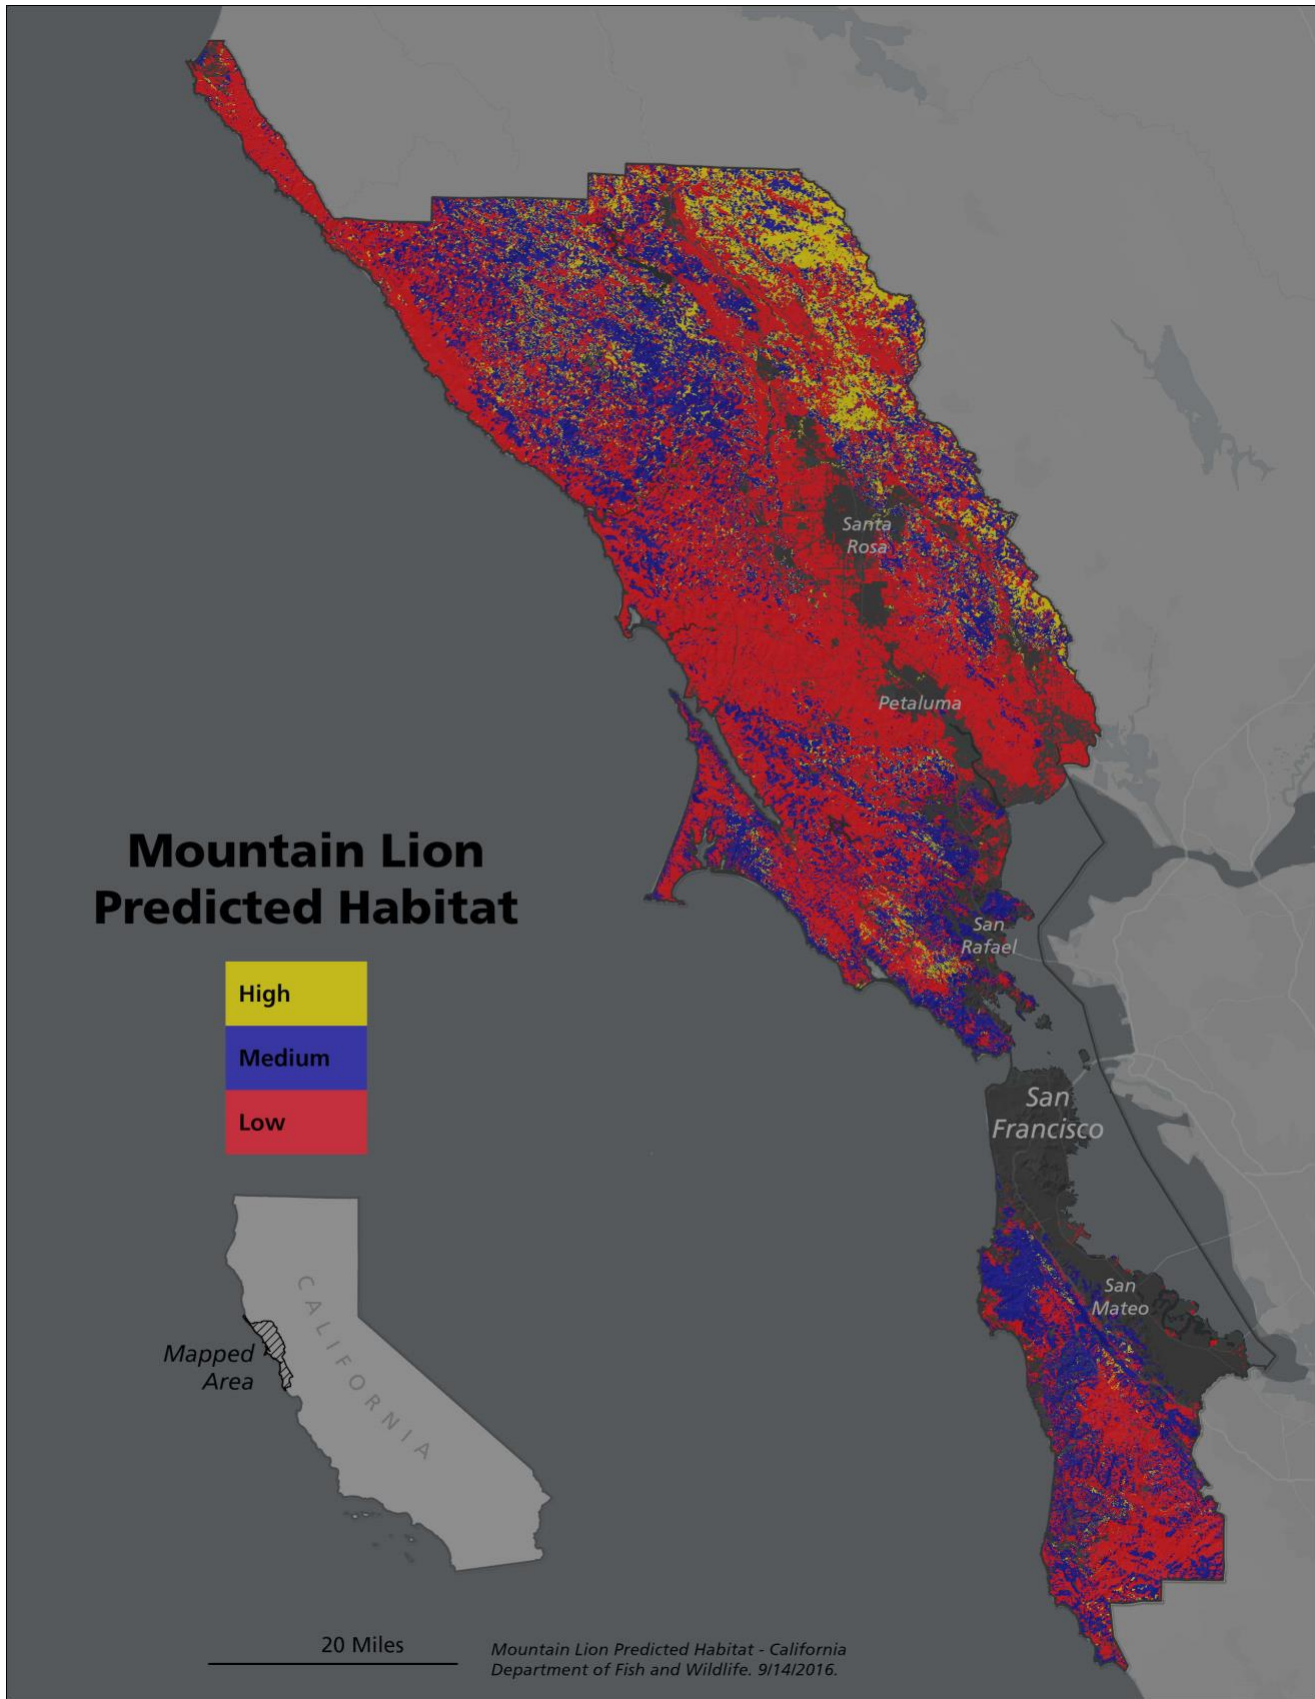 Santa
Rosa
Petaluma
Mountain Lion
Predicted Habitat
San
Rafael
High
Medium
Low
San
Francisco
San
Mateo
CALIFORNIA
Mapped
Area
20 Miles
Mountain Lion Predicted Habitat - California
Department of Fish and Wildlife. 9/14/2016.